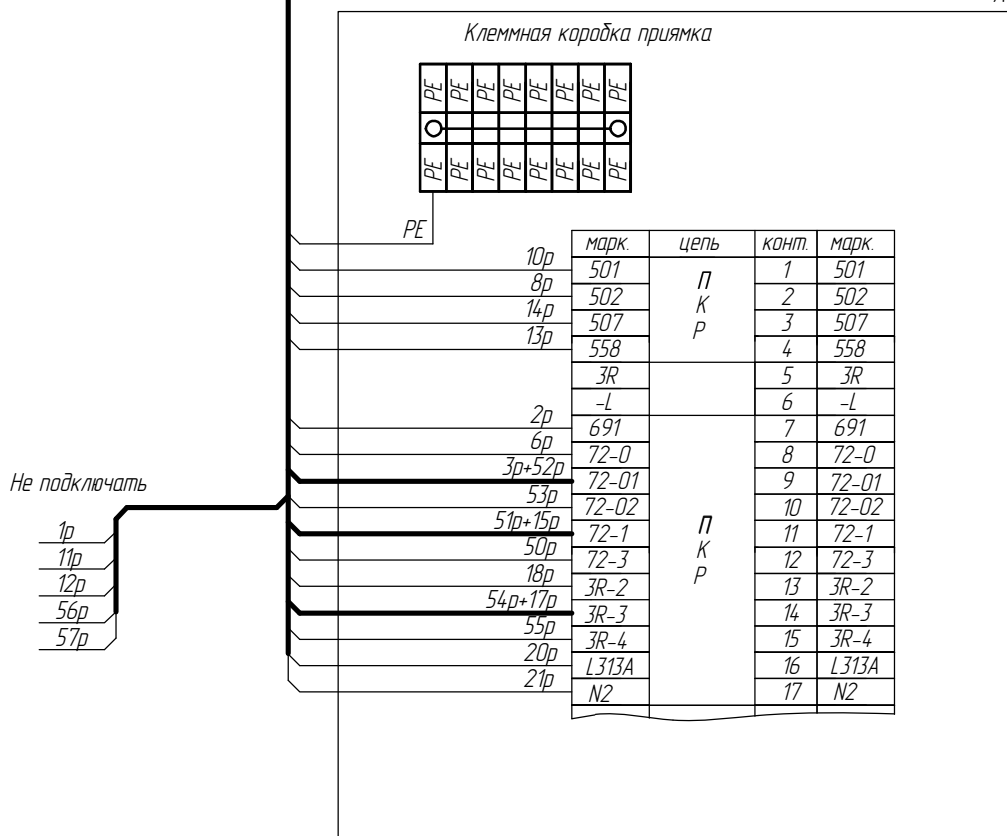 Клеммная коробка приямка
PE PE PE PE PE PE PE PE
PE PE PE PE PE PE PE PE
PE
марк. цепь конт. марк.
10р 501 1 501
8р 502 2 502
14р 507 3 507
13р 558 4 558
П
К
Р
3R 5 3R
-L 6 -L
2р 691 7 691
6р 72-0 8 72-0
3р+52р 72-01 9 72-01
53р 72-02 10 72-02
51р+15р 72-1 11 72-1
50р 72-3 12 72-3
18р 3R-2 13 3R-2
54р+17р 3R-3 14 3R-3
55р 3R-4 15 3R-4
20р L313A 16 L313A
21р N2 17 N2
П
К
Р
Не подключать
1р
11р
12р
56р
57р